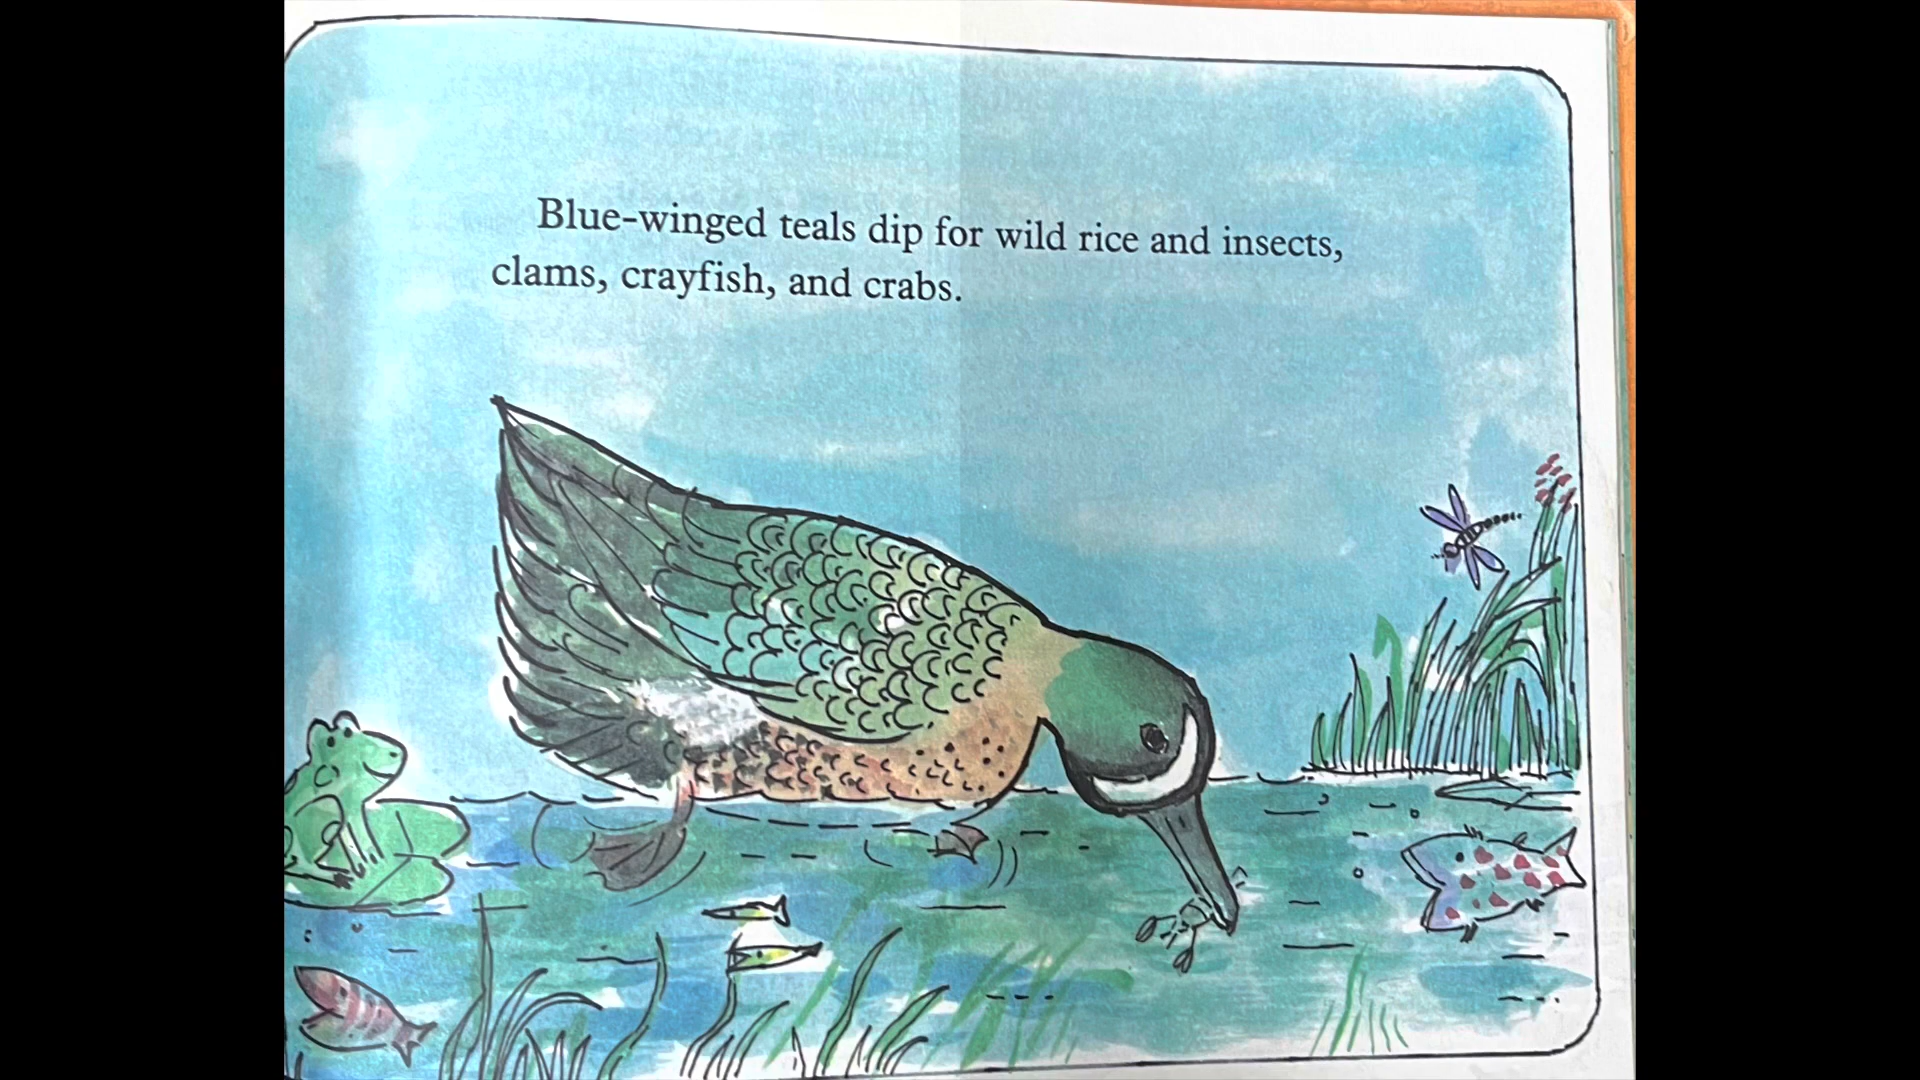 Blue-winged teals dip for wild rice and insects,
clams, crayfish, and crabs.